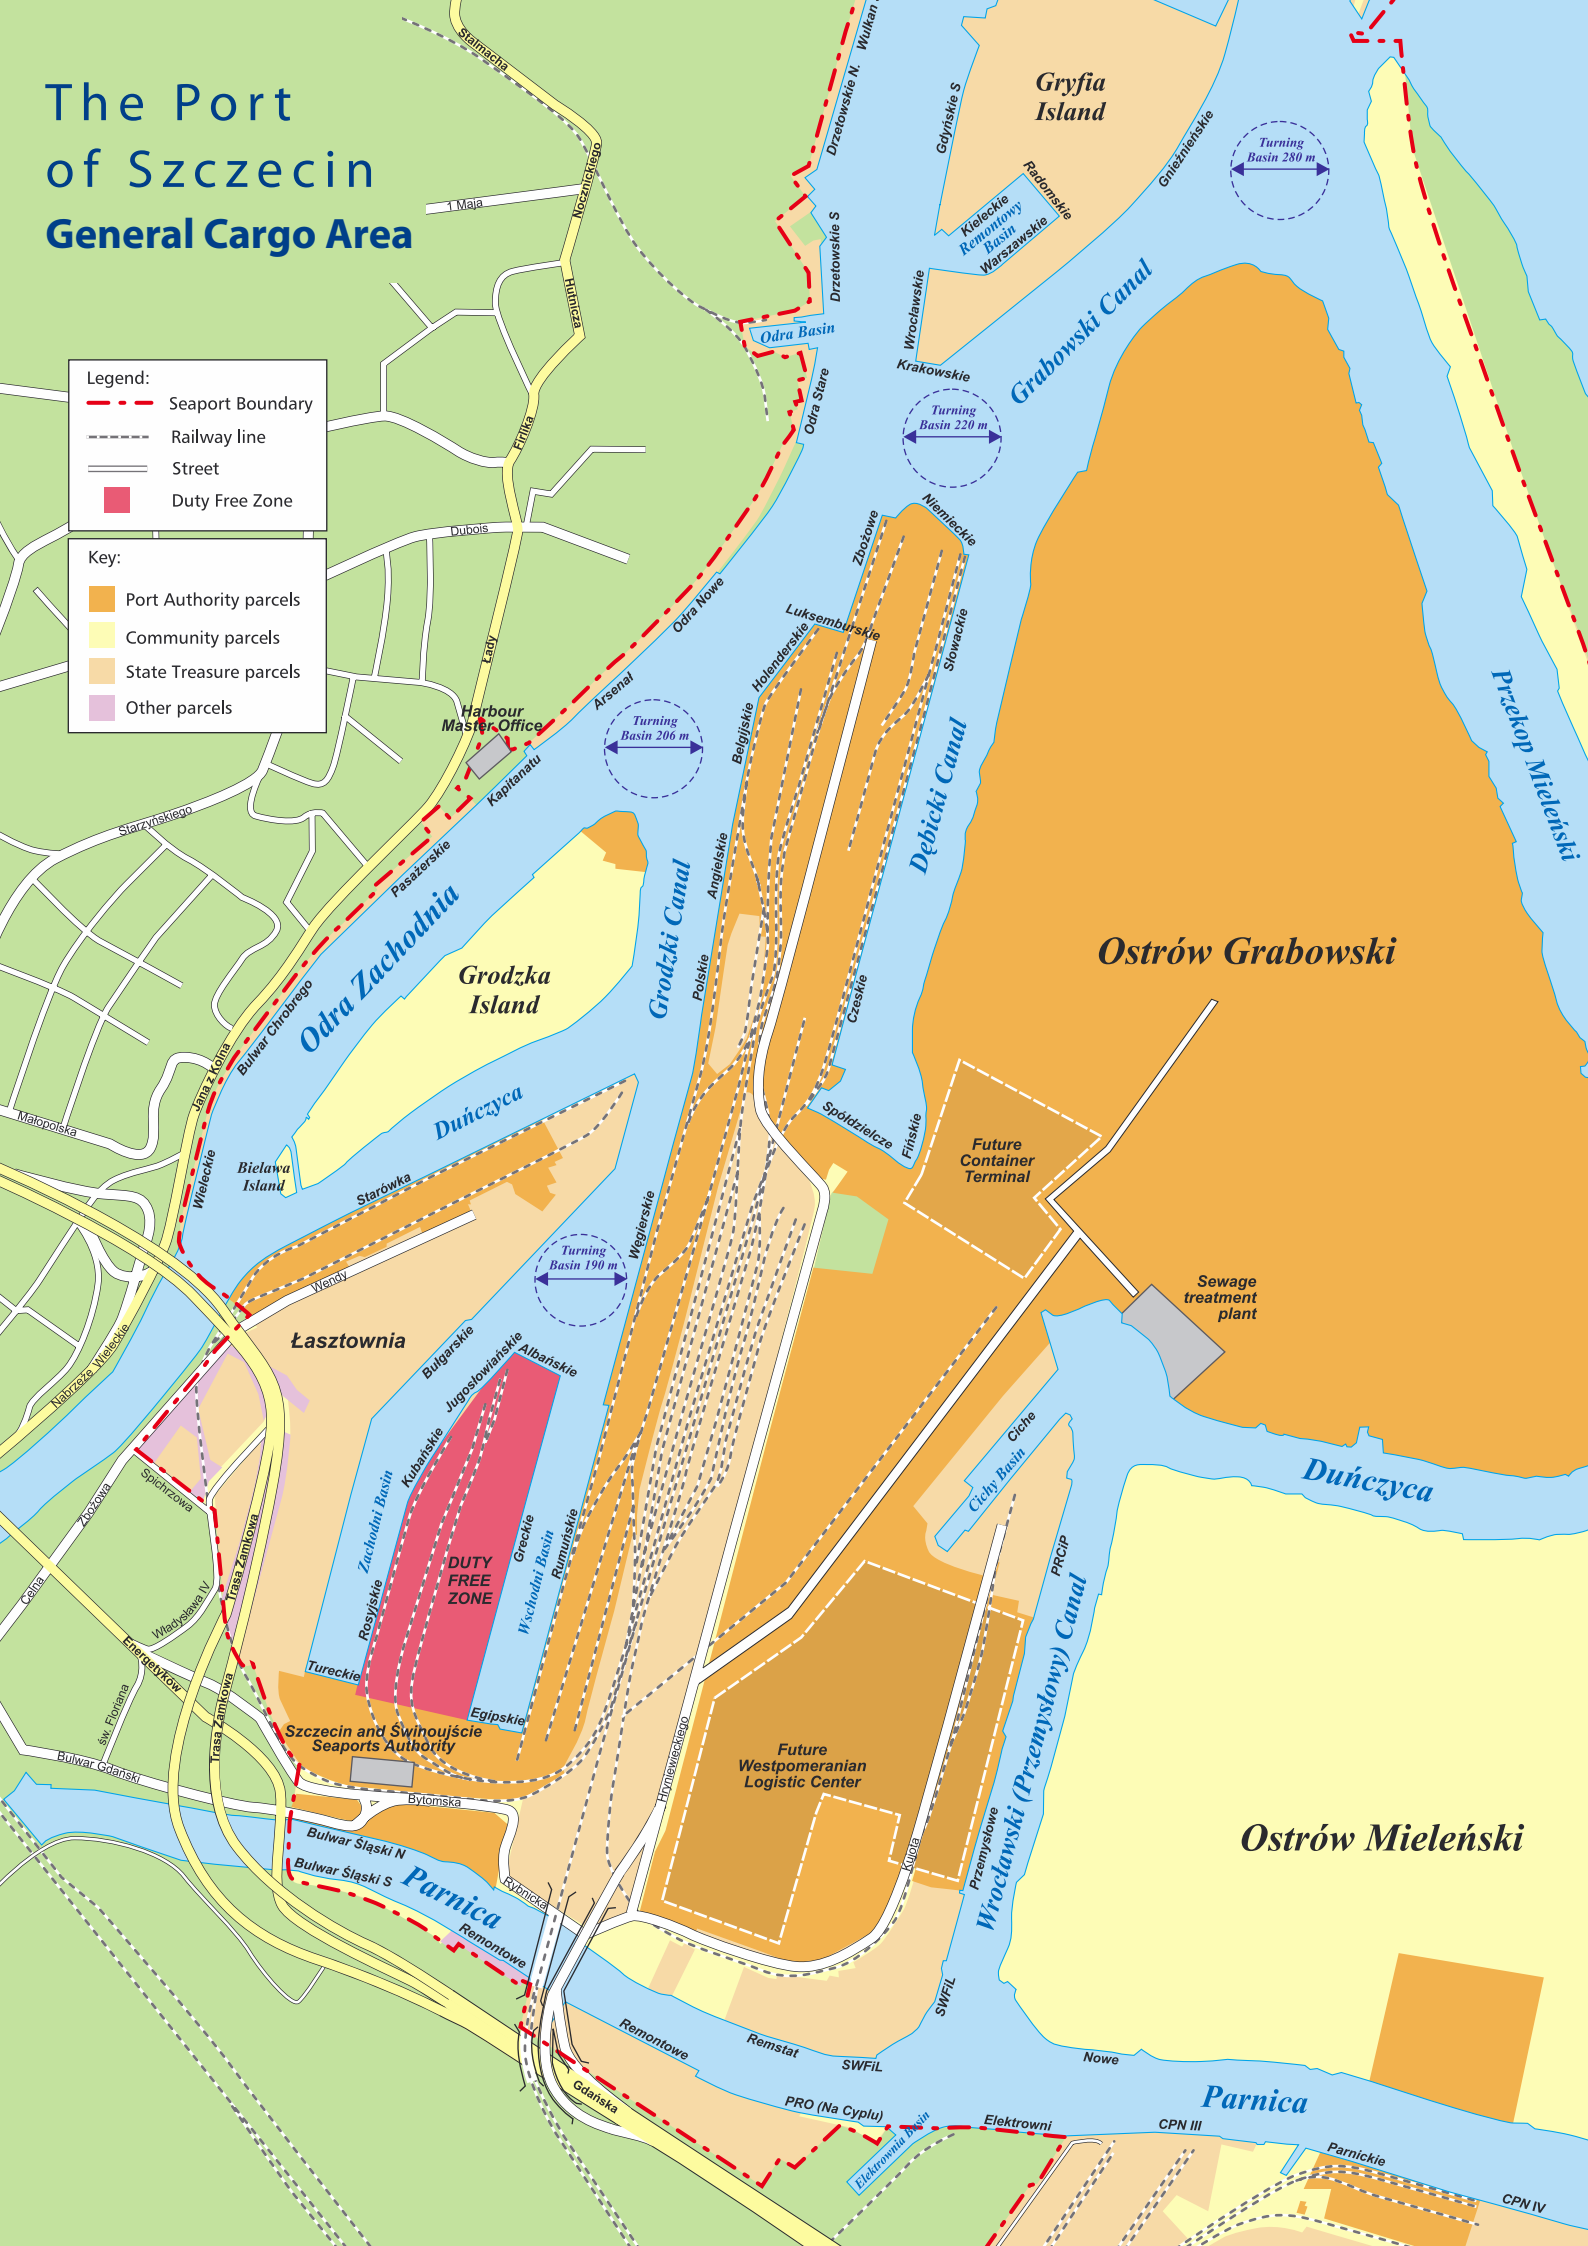 The Port
of Szczecin
General Cargo Area
Legend:
Seaport Boundary
Railway line
Street
Duty Free Zone
Key:
Port Authority parcels
Community parcels
State Treasure parcels
Other parcels
Stalmacha
Nocznickiego
1 Maja
Hutnicza
Firlika
Dubois
Łady
Starzyńskiego
Jana z Kolna
Małopolska
Nabrzeże Wieleckie
Wulkan
Drzetowskie N.
Drzetowskie S
Odra Basin
Odra Stare
Odra Nowe
Arsenał
Harbour
Master Office
Kapitanatu
Pasażerskie
Bulwar Chrobrego
Wieleckie
Gryfia
Island
Gdyńskie S
Radomskie
Kieleckie
Remontowy
Basin
Warszawskie
Gnieźnieńskie
Wrocławskie
Krakowskie
Turning
Basin 280 m
Turning
Basin 220 m
Grabowski Canal
Przekop Mieleński
Zbożowe
Niemieckie
Luksemburskie
Holenderskie
Słowackie
Belgijskie
Turning
Basin 206 m
Dębicki Canal
Angielskie
Grodzki Canal
Polskie
Czeskie
Odra Zachodnia
Grodzka
Island
Ostrów Grabowski
Duńczyca
Bielawa
Island
Starówka
Spółdzielcze
Fińskie
Future
Container
Terminal
Węgierskie
Turning
Basin 190 m
Wendy
Łasztownia
Sewage
treatment
plant
Bułgarskie
Jugosłowiańskie
Albańskie
Kubańskie
Zachodni Basin
Rosyjskie
DUTY
FREE
ZONE
Greckie
Wschodni Basin
Rumuńskie
Tureckie
Egipskie
Ciche
Cichy Basin
PRCiP
Duńczyca
Spichrzowa
Zbożowa
Celna
Władysława IV
Trasa Zamkowa
Energetyków
św. Floriana
Trasa Zamkowa
Bulwar Gdański
Szczecin and Świnoujście
Seaports Authority
Bytomska
Hryniewieckiego
Future
Westpomeranian
Logistic Center
Kujota
Przemysłowe
Wrocławski (Przemysłowy) Canal
Ostrów Mieleński
Bulwar Śląski N
Bulwar Śląski S
Parnica
Rybnicka
Remontowe
SWFiL
Remontowe
Remstat
SWFiL
Nowe
Gdańska
PRO (Na Cyplu)
Elektrownia Basin
Elektrowni
Parnica
CPN III
Parnickie
CPN IV